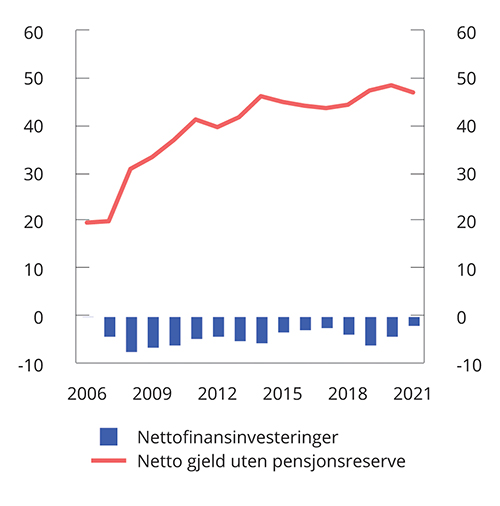 60 60
50 50
40 40
30 30
20 20
10 10
0 0
-10 -10
2006 2009 2012 2015 2018 2021
Nettofinansinvesteringer
Netto gjeld uten pensjonsreserve